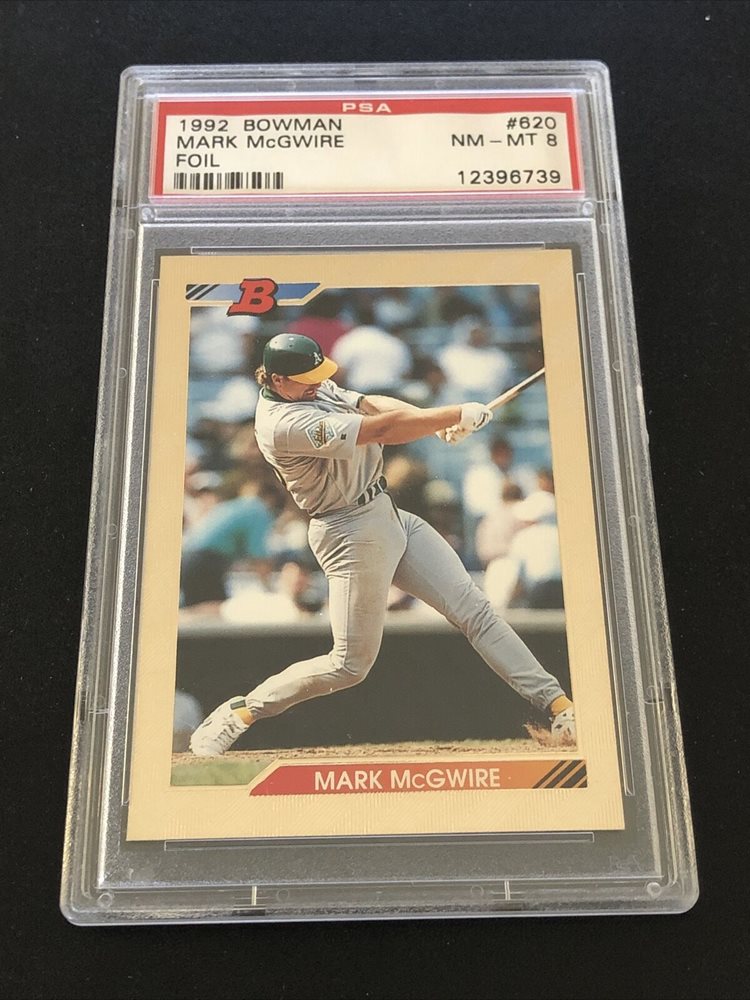 PSA
1992 BOWMAN #620
MARK McGWIRE NM-MT 8
FOIL
12396739
B
A's
MARK McGWIRE